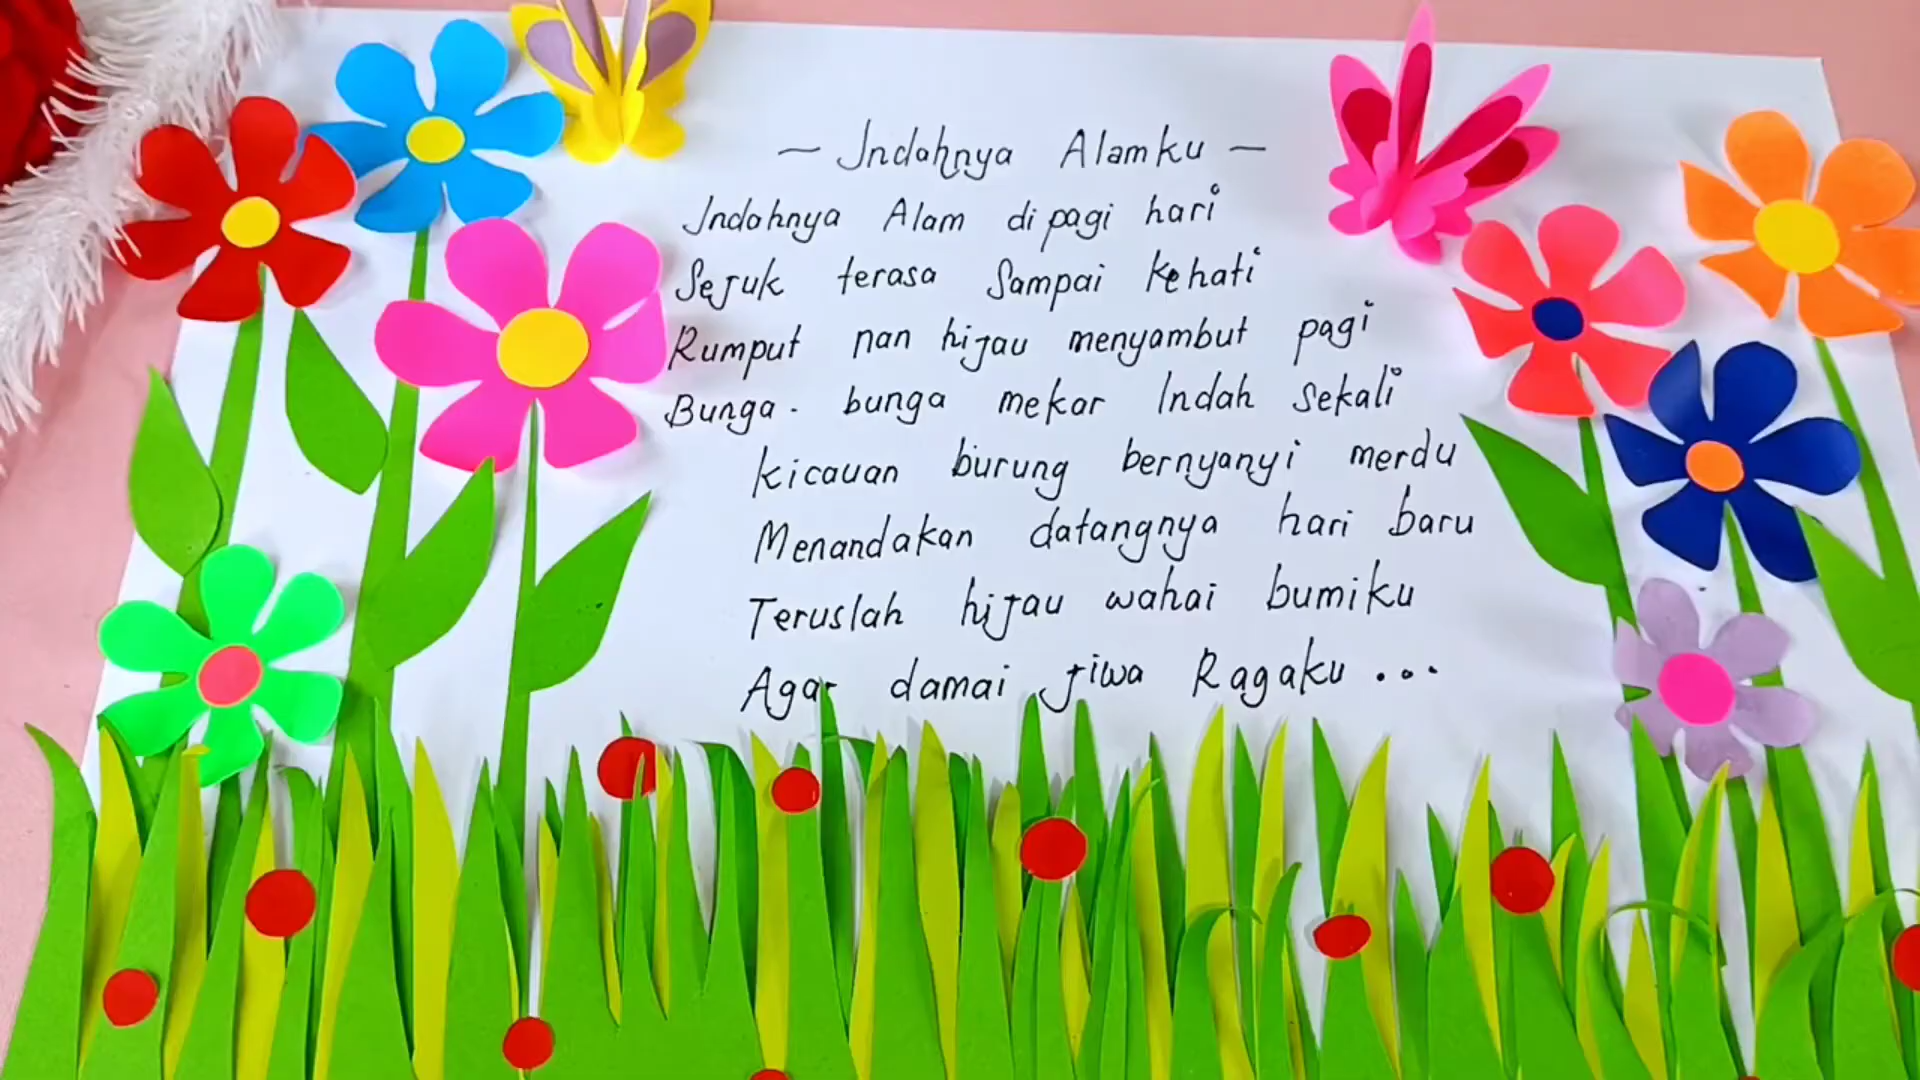 — Indahnya Alamku —
Indahnya Alam di pagi hari
Sejuk terasa Sampai Kehati
Rumput nan hijau menyambut pagi
Bunga - bunga mekar Indah Sekali
Kicauan burung bernyanyi merdu
Menandakan datangnya hari baru
Teruslah hijau wahai bumiku
Agar damai jiwa Ragaku ...